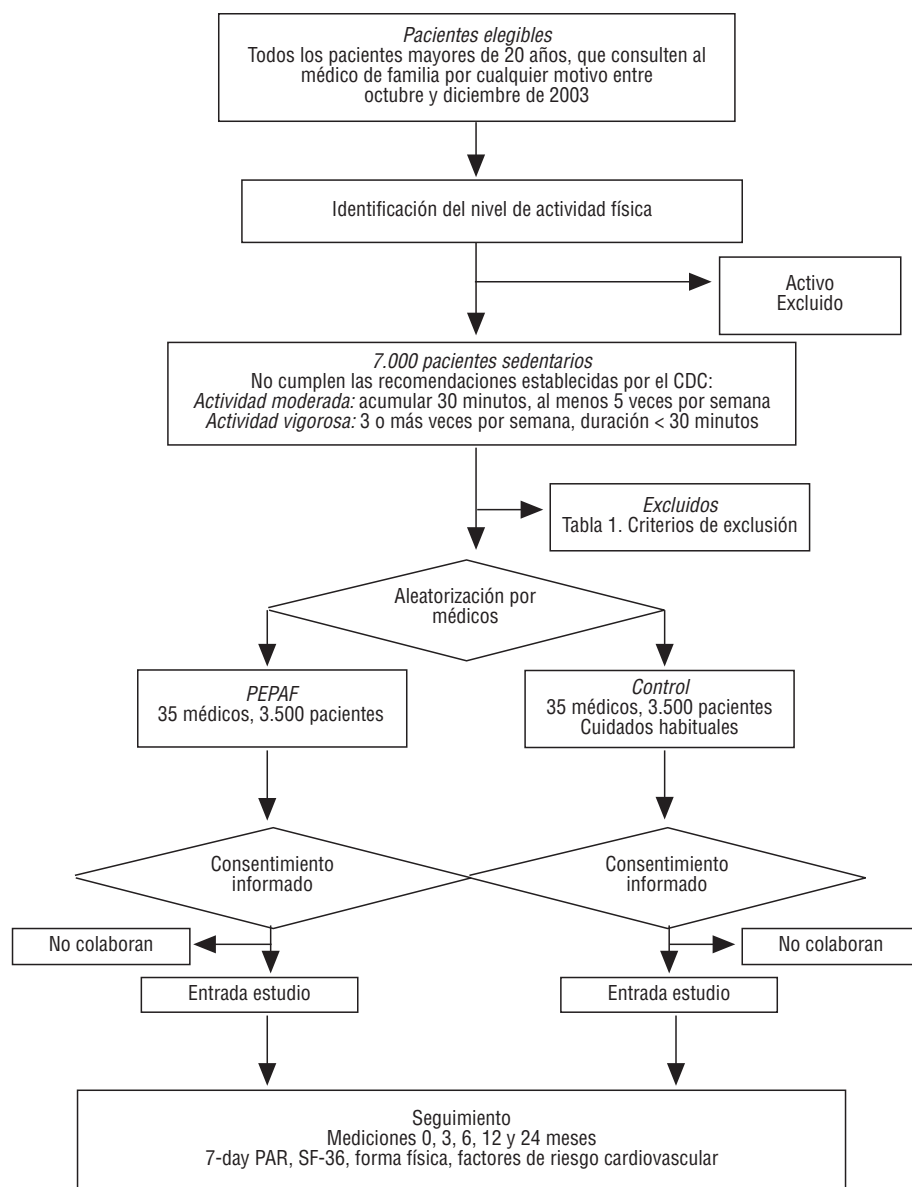 Pacientes elegibles
Todos los pacientes mayores de 20 años, que consulten al
médico de familia por cualquier motivo entre
octubre y diciembre de 2003
Identificación del nivel de actividad física
Activo
Excluido
7.000 pacientes sedentarios
No cumplen las recomendaciones establecidas por el CDC:
Actividad moderada: acumular 30 minutos, al menos 5 veces por semana
Actividad vigorosa: 3 o más veces por semana, duración < 30 minutos
Excluidos
Tabla 1. Criterios de exclusión
Aleatorización por
médicos
PEPAF
35 médicos, 3.500 pacientes
Control
35 médicos, 3.500 pacientes
Cuidados habituales
Consentimiento
informado
Consentimiento
informado
No colaboran
No colaboran
Entrada estudio
Entrada estudio
Seguimiento
Mediciones 0, 3, 6, 12 y 24 meses
7-day PAR, SF-36, forma física, factores de riesgo cardiovascular